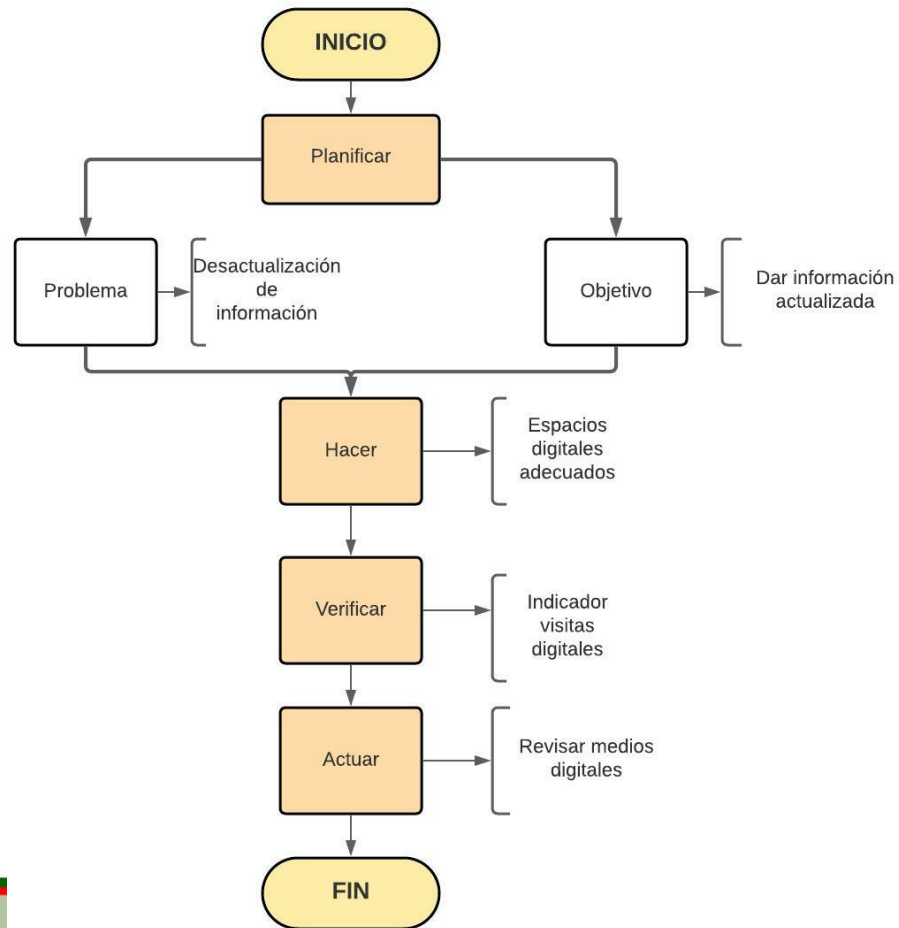 INICIO
Planificar
Problema
Desactualización
de
información
Objetivo
Dar información
actualizada
Hacer
Espacios
digitales
adecuados
Verificar
Indicador
visitas
digitales
Actuar
Revisar medios
digitales
FIN